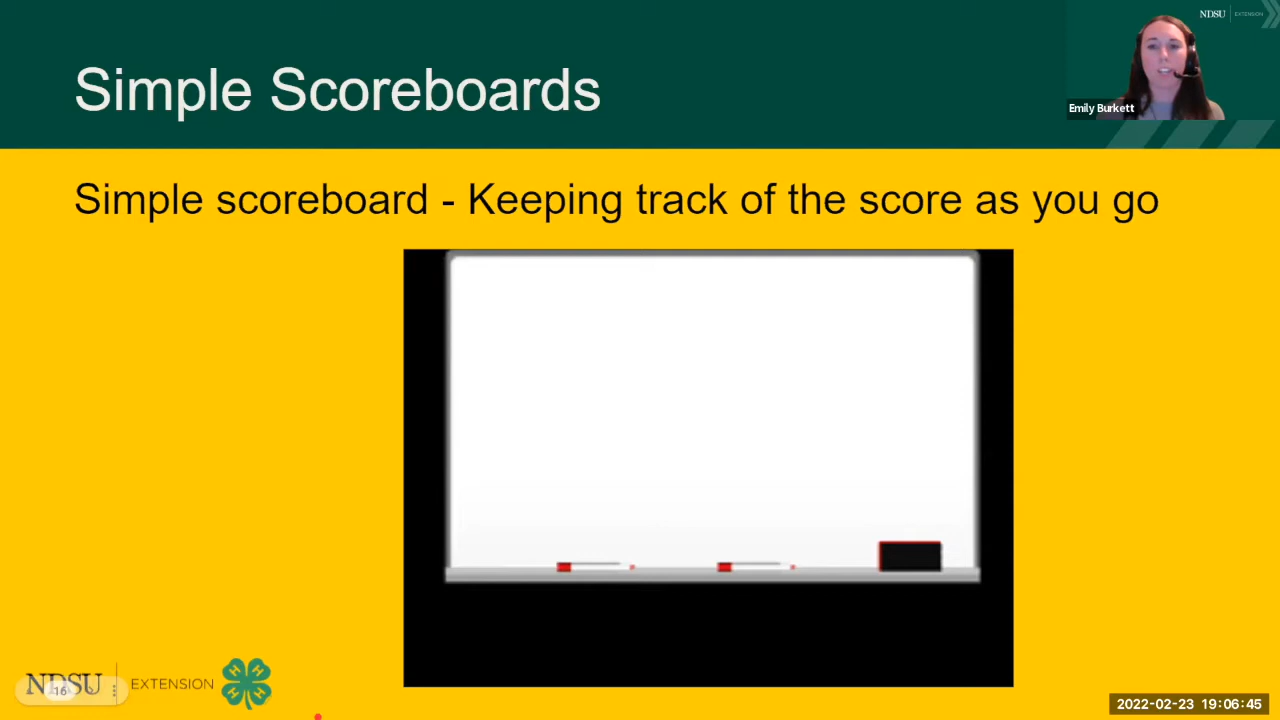 NDSU EXTENSION
Simple Scoreboards
Emily Burkett
Simple scoreboard - Keeping track of the score as you go
NDSU EXTENSION
H H H H
16
2022-02-23 19:06:45